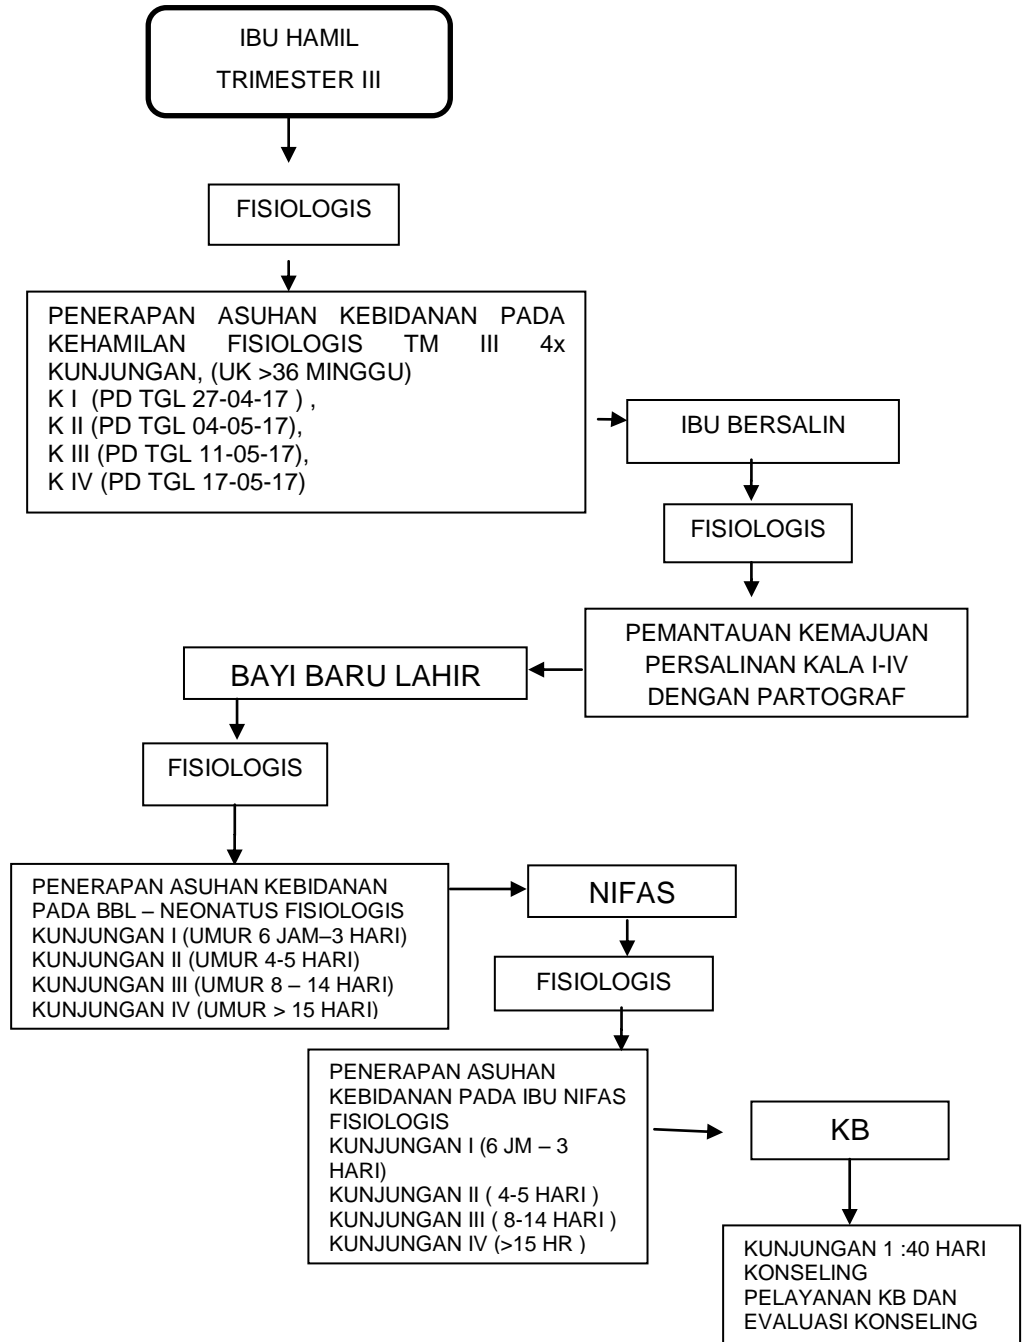 IBU HAMIL
TRIMESTER III
FISIOLOGIS
PENERAPAN ASUHAN KEBIDANAN PADA
KEHAMILAN FISIOLOGIS TM III 4x
KUNJUNGAN, (UK >36 MINGGU)
K I (PD TGL 27-04-17 ) ,
K II (PD TGL 04-05-17),
K III (PD TGL 11-05-17),
K IV (PD TGL 17-05-17)
IBU BERSALIN
FISIOLOGIS
PEMANTAUAN KEMAJUAN
PERSALINAN KALA I-IV
DENGAN PARTOGRAF
BAYI BARU LAHIR
FISIOLOGIS
PENERAPAN ASUHAN KEBIDANAN
PADA BBL – NEONATUS FISIOLOGIS
KUNJUNGAN I (UMUR 6 JAM–3 HARI)
KUNJUNGAN II (UMUR 4-5 HARI)
KUNJUNGAN III (UMUR 8 – 14 HARI)
KUNJUNGAN IV (UMUR > 15 HARI)
NIFAS
FISIOLOGIS
PENERAPAN ASUHAN
KEBIDANAN PADA IBU NIFAS
FISIOLOGIS
KUNJUNGAN I (6 JM – 3
HARI)
KUNJUNGAN II ( 4-5 HARI )
KUNJUNGAN III ( 8-14 HARI )
KUNJUNGAN IV (>15 HR )
KB
KUNJUNGAN 1 :40 HARI
KONSELING
PELAYANAN KB DAN
EVALUASI KONSELING